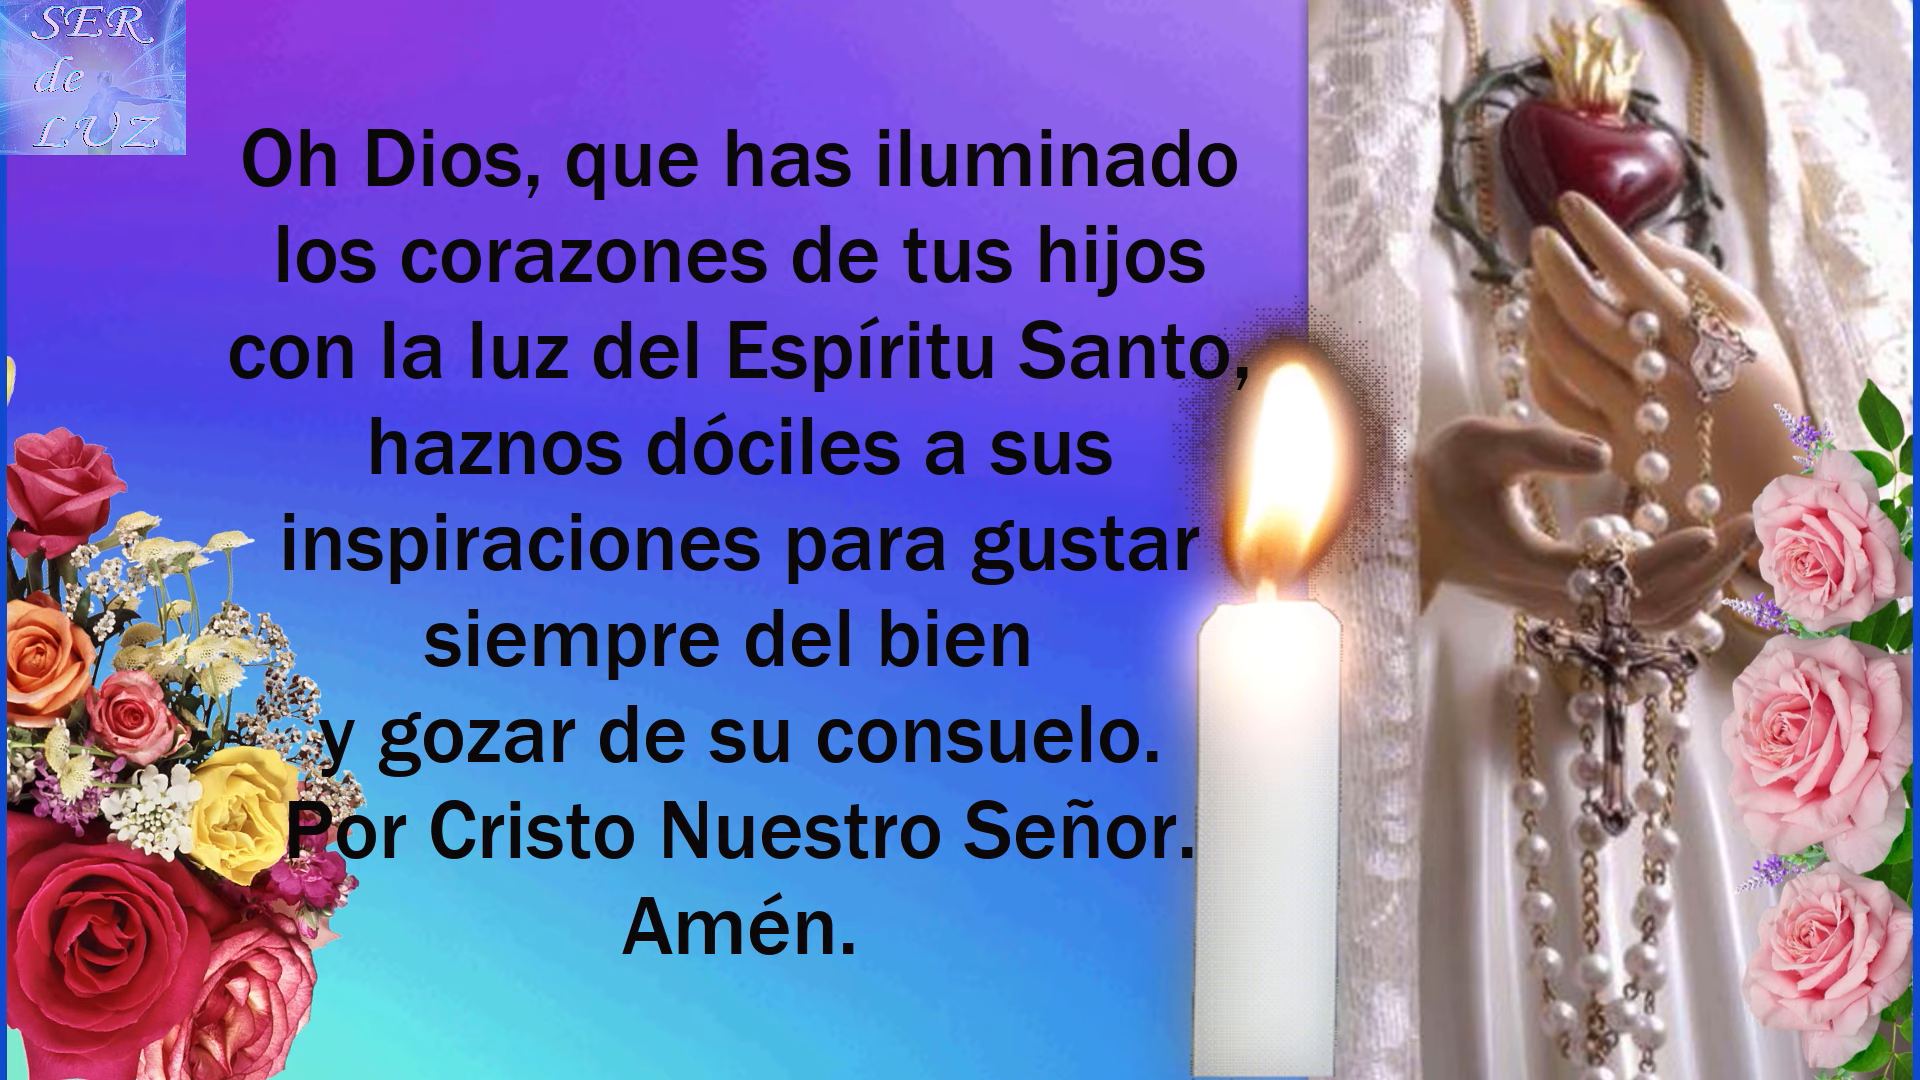 SER
de
LUZ
Oh Dios, que has iluminado
los corazones de tus hijos
con la luz del Espíritu Santo,
haznos dóciles a sus
inspiraciones para gustar
siempre del bien
y gozar de su consuelo.
Por Cristo Nuestro Señor.
Amén.